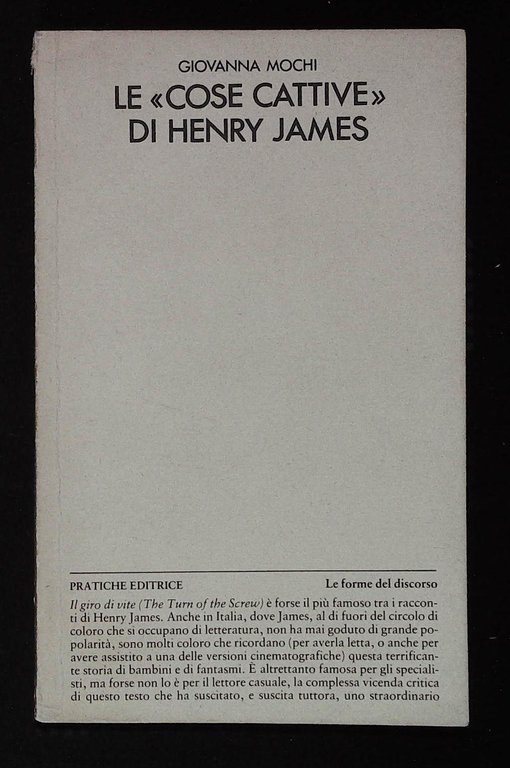 GIOVANNA MOCHI
LE «COSE CATTIVE»
DI HENRY JAMES
PRATICHE EDITRICE Le forme del discorso
Il giro di vite (The Turn of the Screw) è forse il più famoso tra i raccon-
ti di Henry James. Anche in Italia, dove James, al di fuori del circolo di
coloro che si occupano di letteratura, non ha mai goduto di grande po-
polarità, sono molti coloro che ricordano (per averla letta, o anche per
avere assistito a una delle versioni cinematografiche) questa terrifican-
te storia di bambini e di fantasmi. È altrettanto famosa per gli speciali-
sti, ma forse non lo è per il lettore casuale, la complessa vicenda critica
di questo testo che ha suscitato, e suscita tuttora, uno straordinario